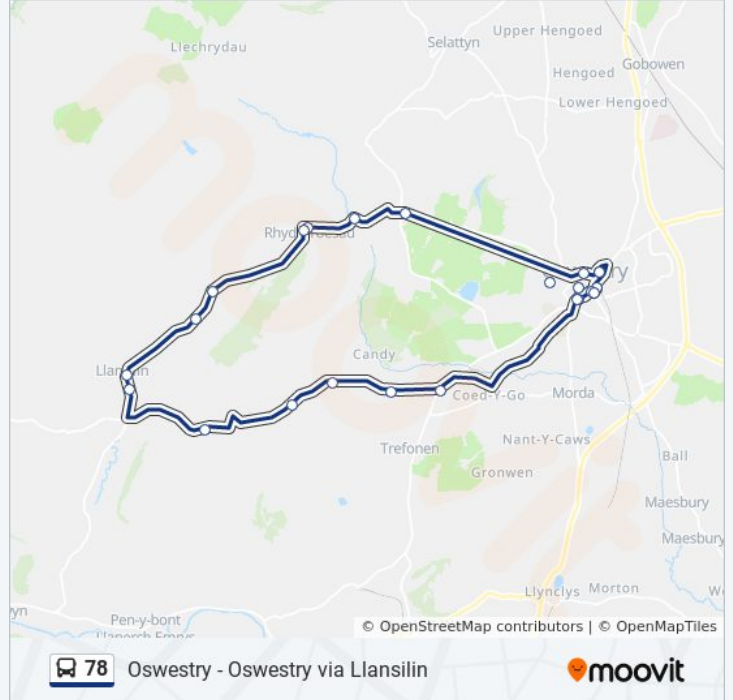 Upper Hengoed
Selattyn
Llechrydau
Gobowen
Hengoed
Lower Hengoed
Candy
Coed-Y-Go
Morda
Nant-Y-Caws
Trefonen
Ball
Gronwen
Maesbury
Maesbury
Llynclys
Morton
Pen-y-bont
© OpenStreetMap contributors | © OpenMapTiles
78 Oswestry - Oswestry via Llansilin
moovit